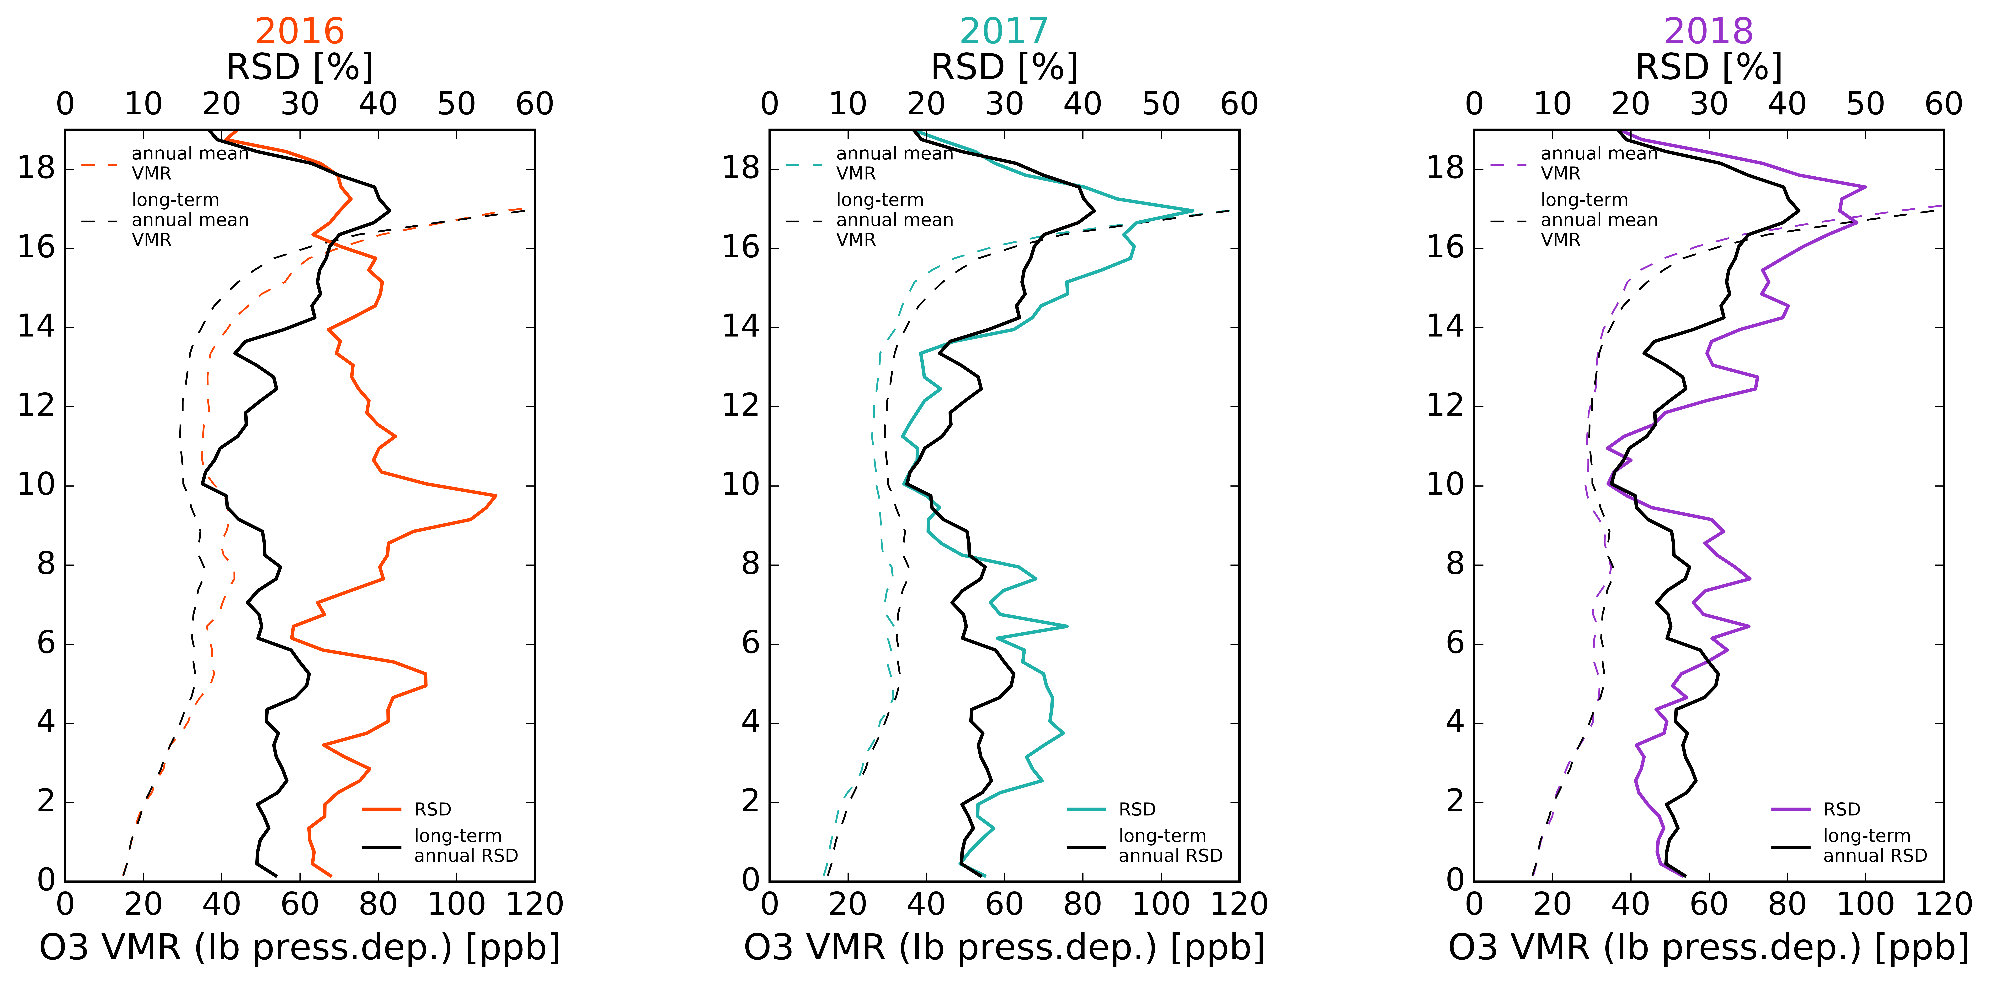 2016
RSD [%]
0 10 20 30 40 50 60
18
16
14
12
10
8
6
4
2
0
annual mean
VMR
long-term
annual mean
VMR
RSD
long-term
annual RSD
0 20 40 60 80 100 120
O3 VMR (Ib press.dep.) [ppb]
2017
RSD [%]
0 10 20 30 40 50 60
18
16
14
12
10
8
6
4
2
0
annual mean
VMR
long-term
annual mean
VMR
RSD
long-term
annual RSD
0 20 40 60 80 100 120
O3 VMR (Ib press.dep.) [ppb]
2018
RSD [%]
0 10 20 30 40 50 60
18
16
14
12
10
8
6
4
2
0
annual mean
VMR
long-term
annual mean
VMR
RSD
long-term
annual RSD
0 20 40 60 80 100 120
O3 VMR (Ib press.dep.) [ppb]